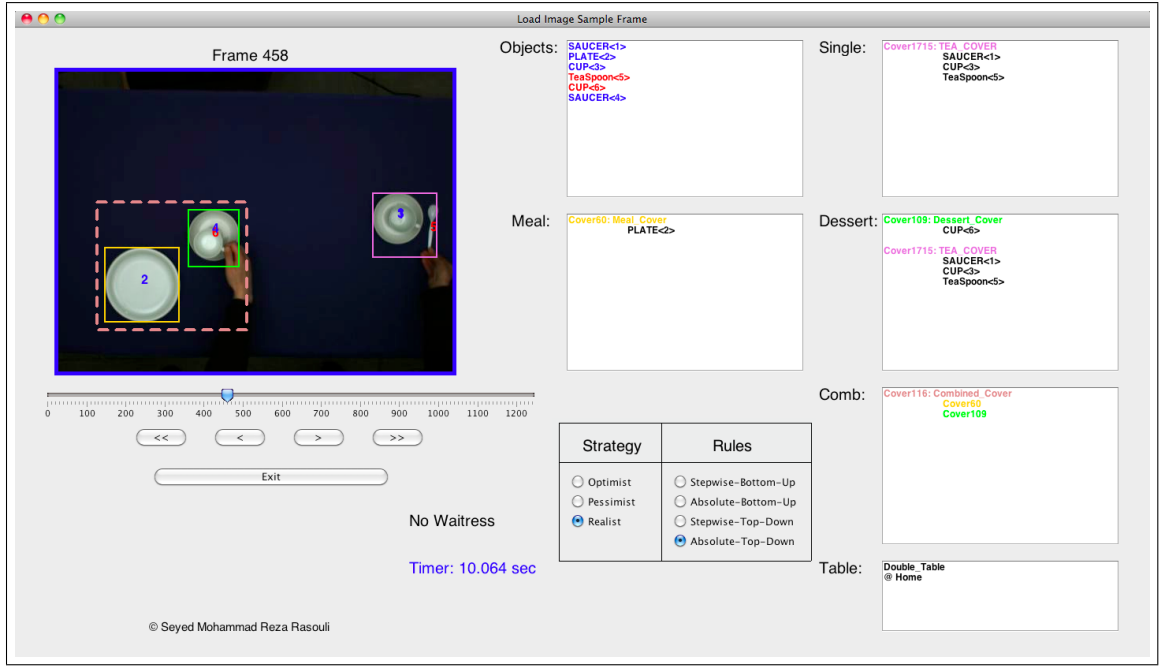 Load Image Sample Frame
Frame 458
2
4
6
3
5
0 100 200 300 400 500 600 700 800 900 1000 1100 1200
<< < > >>
Exit
No Waitress
Timer: 10.064 sec
© Seyed Mohammad Reza Rasouli
Objects:
SAUCER<1>
PLATE<2>
CUP<3>
TeaSpoon<5>
CUP<6>
SAUCER<4>
Meal:
Cover60: Meal_Cover
PLATE<2>
Strategy Rules
Optimist Stepwise-Bottom-Up
Pessimist Absolute-Bottom-Up
Realist Stepwise-Top-Down
Absolute-Top-Down
Single:
Cover1715: TEA_COVER
SAUCER<1>
CUP<3>
TeaSpoon<5>
Dessert:
Cover109: Dessert_Cover
CUP<6>
Cover1715: TEA_COVER
SAUCER<1>
CUP<3>
TeaSpoon<5>
Comb:
Cover116: Combined_Cover
Cover60
Cover109
Table:
Double_Table
@ Home